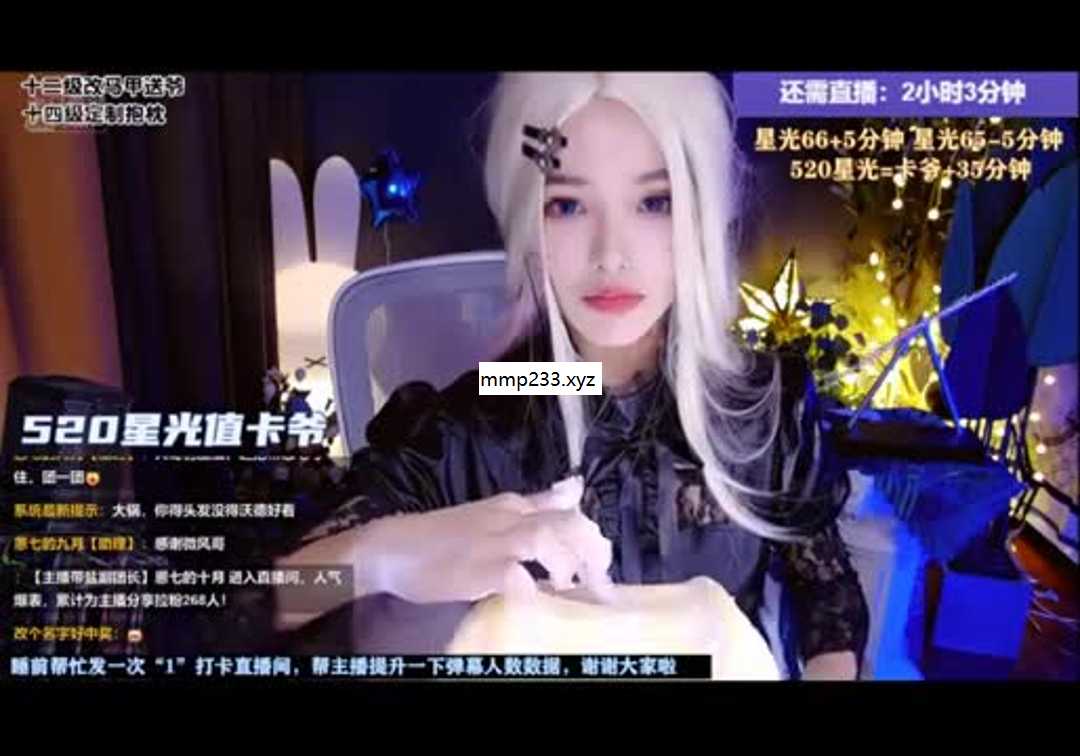 十二级改马甲送爷
十四级定制抱枕
还需直播：2小时3分钟
星光66+5分钟 星光65-5分钟
520星光=卡爷+35分钟
mmp233.xyz
520星光值卡爷
住，团一团
系统最新提示：大锅，你得头发没得沃德好看
恩七的九月【助理】：感谢微风哥
【主播带盐副团长】恩七的十月 进入直播间，人气
爆表，累计为主播分享拉粉268人！
改个名字好中奖：
睡前帮忙发一次“1”打卡直播间，帮主播提升一下弹幕人数数据，谢谢大家啦